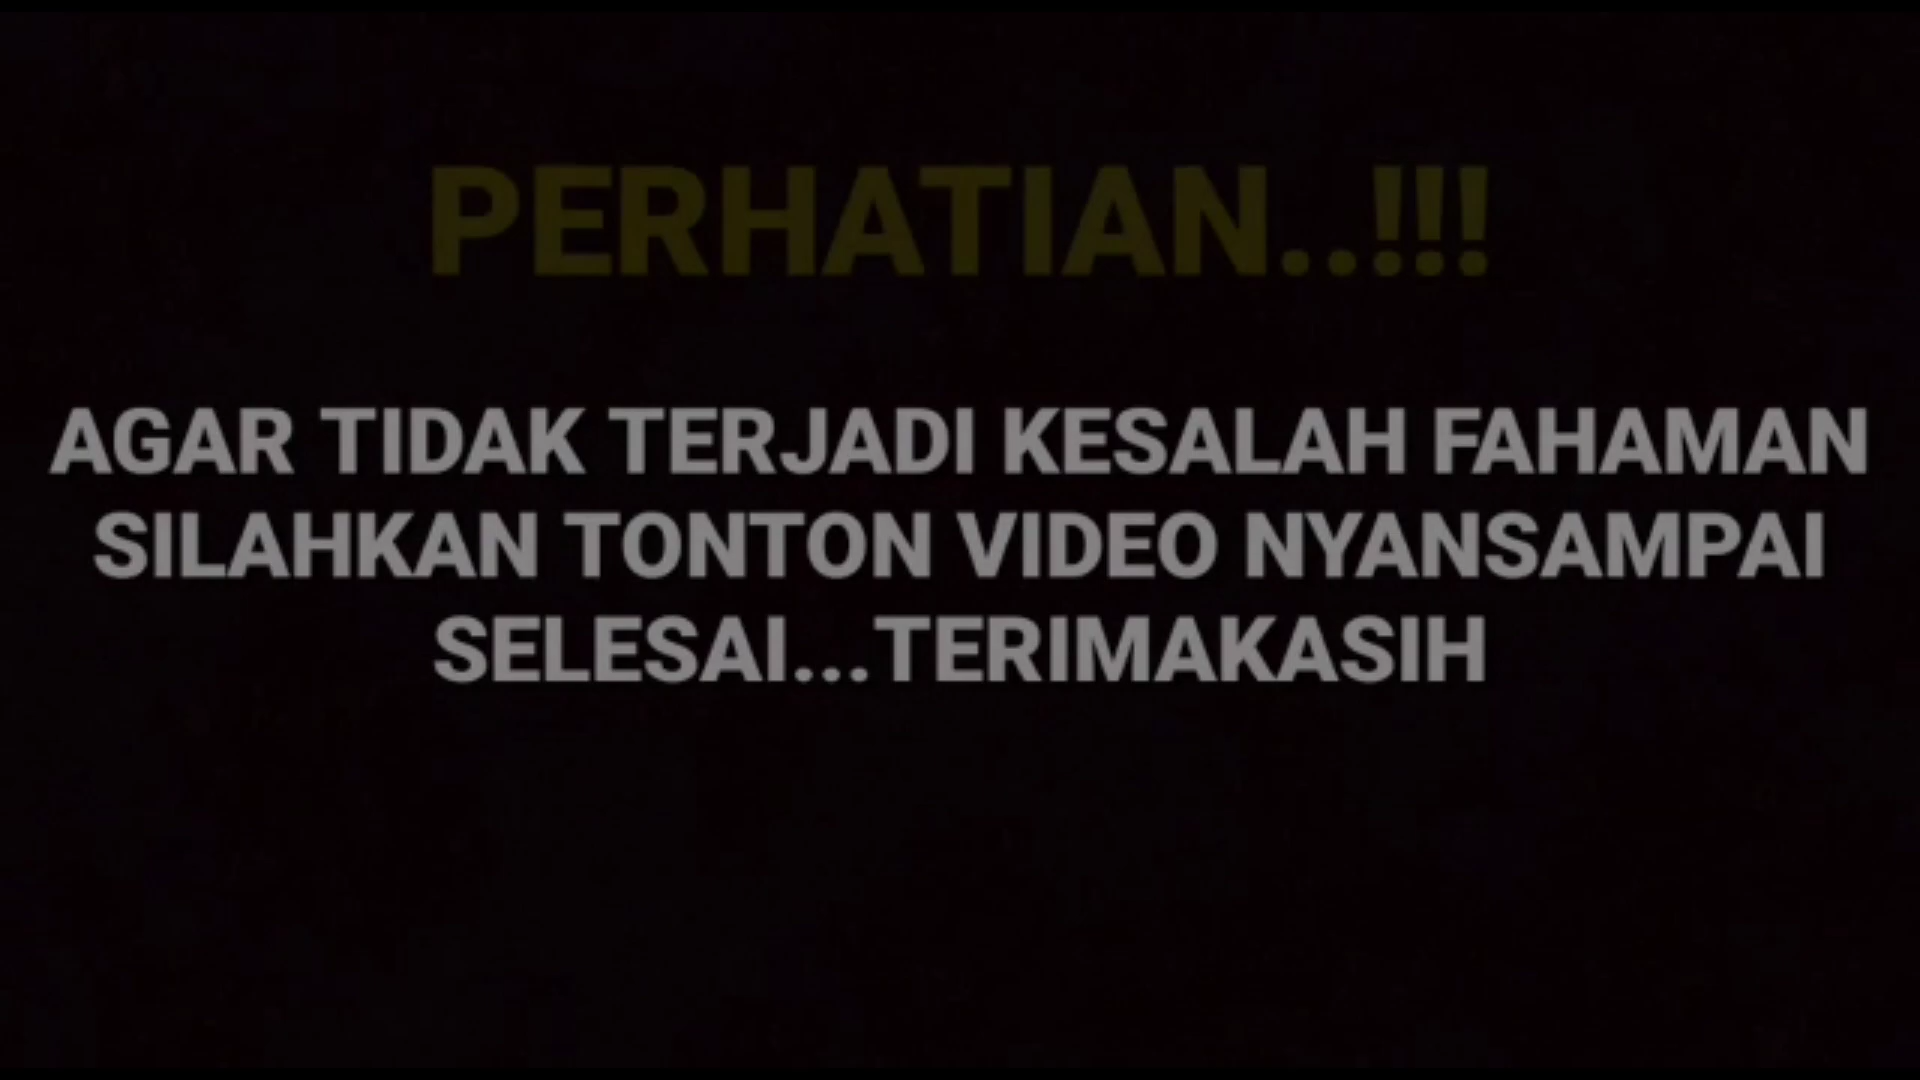 PERHATIAN..!!!
AGAR TIDAK TERJADI KESALAH FAHAMAN
SILAHKAN TONTON VIDEO NYANSAMPAI
SELESAI...TERIMAKASIH